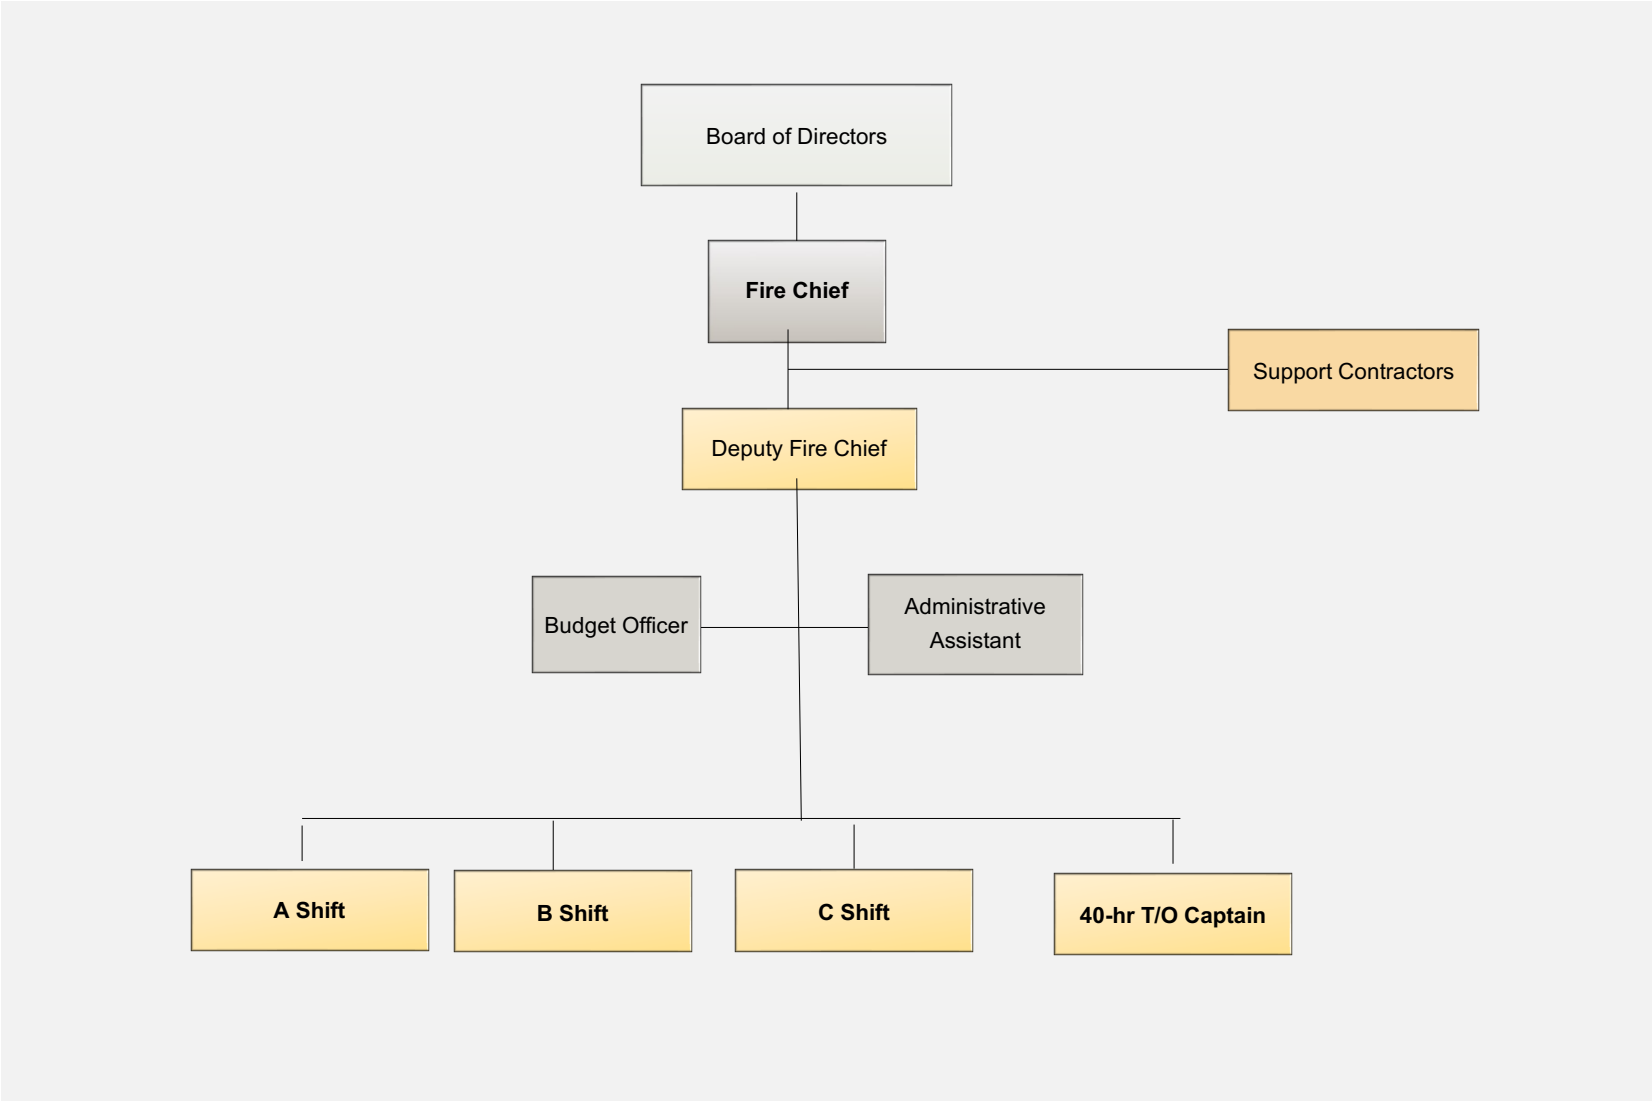 Board of Directors
Fire Chief
Support Contractors
Deputy Fire Chief
Budget Officer
Administrative
Assistant
A Shift
B Shift
C Shift
40-hr T/O Captain